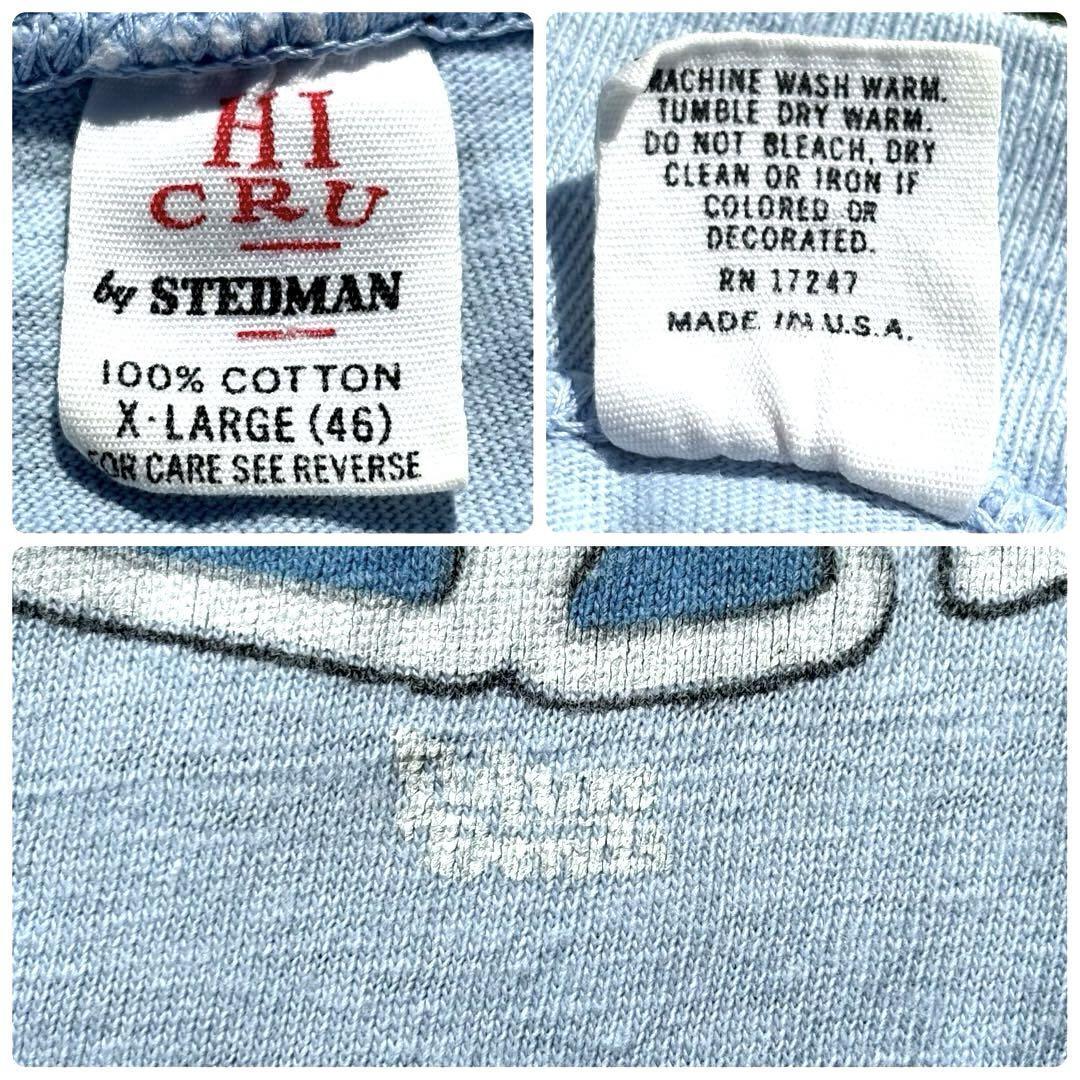 HI
CRU
by STEDMAN
100% COTTON
X-LARGE (46)
FOR CARE SEE REVERSE
MACHINE WASH WARM.
TUMBLE DRY WARM.
DO NOT BLEACH, DRY
CLEAN OR IRON IF
COLORED OR
DECORATED.
RN 17247
MADE IN U.S.A.